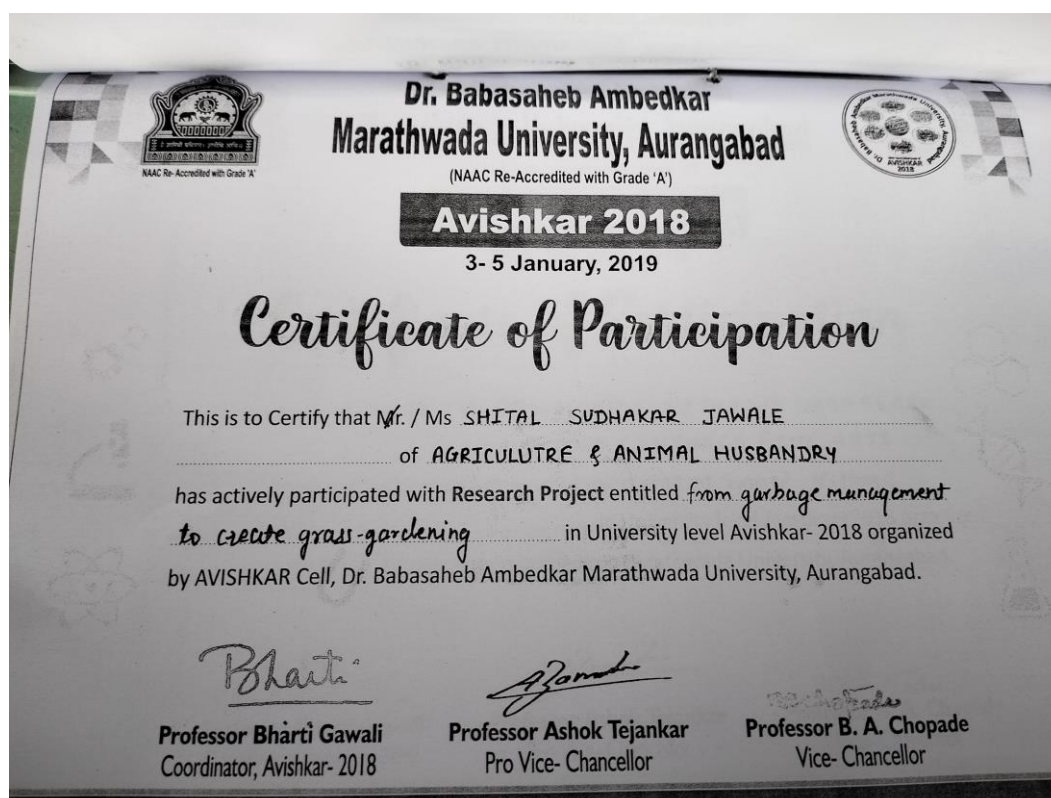 Dr. Babasaheb Ambedkar
Marathwada University, Aurangabad
(NAAC Re-Accredited with Grade 'A')
NAAC Re- Accredited with Grade 'A'
AVISHKAR
2018
Avishkar 2018
3- 5 January, 2019
Certificate of Participation
This is to Certify that Mr. / Ms SHITAL SUDHAKAR JAWALE
of AGRICULUTRE & ANIMAL HUSBANDRY
has actively participated with Research Project entitled from garbage management
to create grass-gardening in University level Avishkar- 2018 organized
by AVISHKAR Cell, Dr. Babasaheb Ambedkar Marathwada University, Aurangabad.
Bharti
Professor Bharti Gawali
Coordinator, Avishkar- 2018
Professor Ashok Tejankar
Pro Vice- Chancellor
Professor B. A. Chopade
Vice- Chancellor